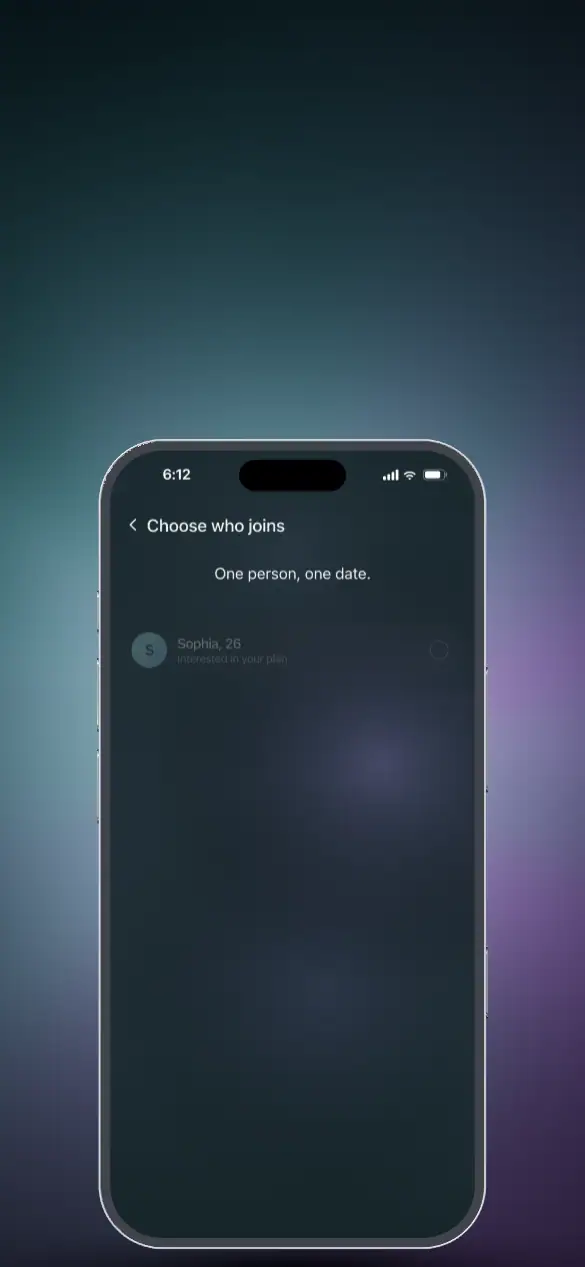 6:12
Choose who joins
One person, one date.
S
Sophia, 26
Interested in your plan